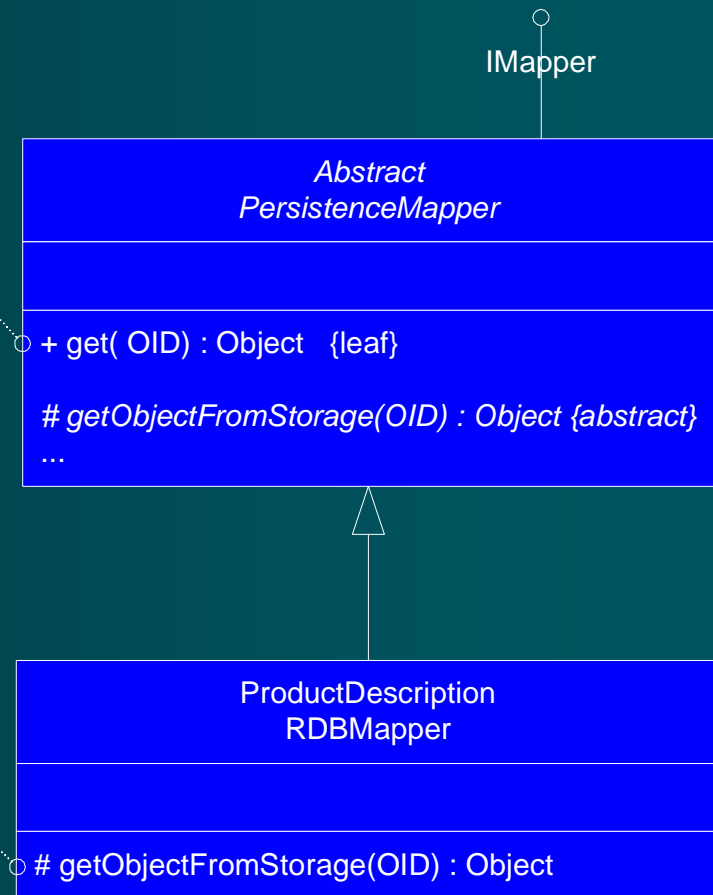 IMapper
Abstract
PersistenceMapper
+ get( OID) : Object {leaf}
# getObjectFromStorage(OID) : Object {abstract}
...
ProductDescription
RDBMapper
# getObjectFromStorage(OID) : Object